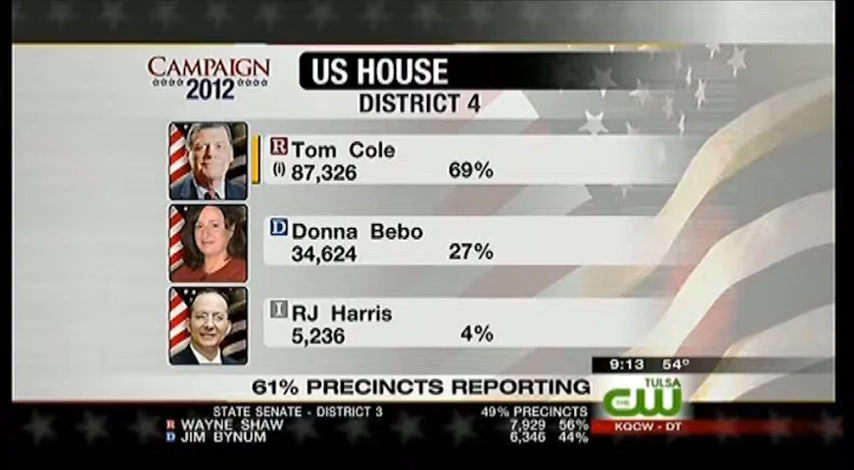 CAMPAIGN
2012
US HOUSE
DISTRICT 4
R Tom Cole
(i) 87,326 69%
D Donna Bebo
34,624 27%
I RJ Harris
5,236 4%
61% PRECINCTS REPORTING
9:13 54°
TULSA
THE CW
KQCW - DT
STATE SENATE - DISTRICT 3 49% PRECINCTS
R WAYNE SHAW 7,929 56%
D JIM BYNUM 6,346 44%